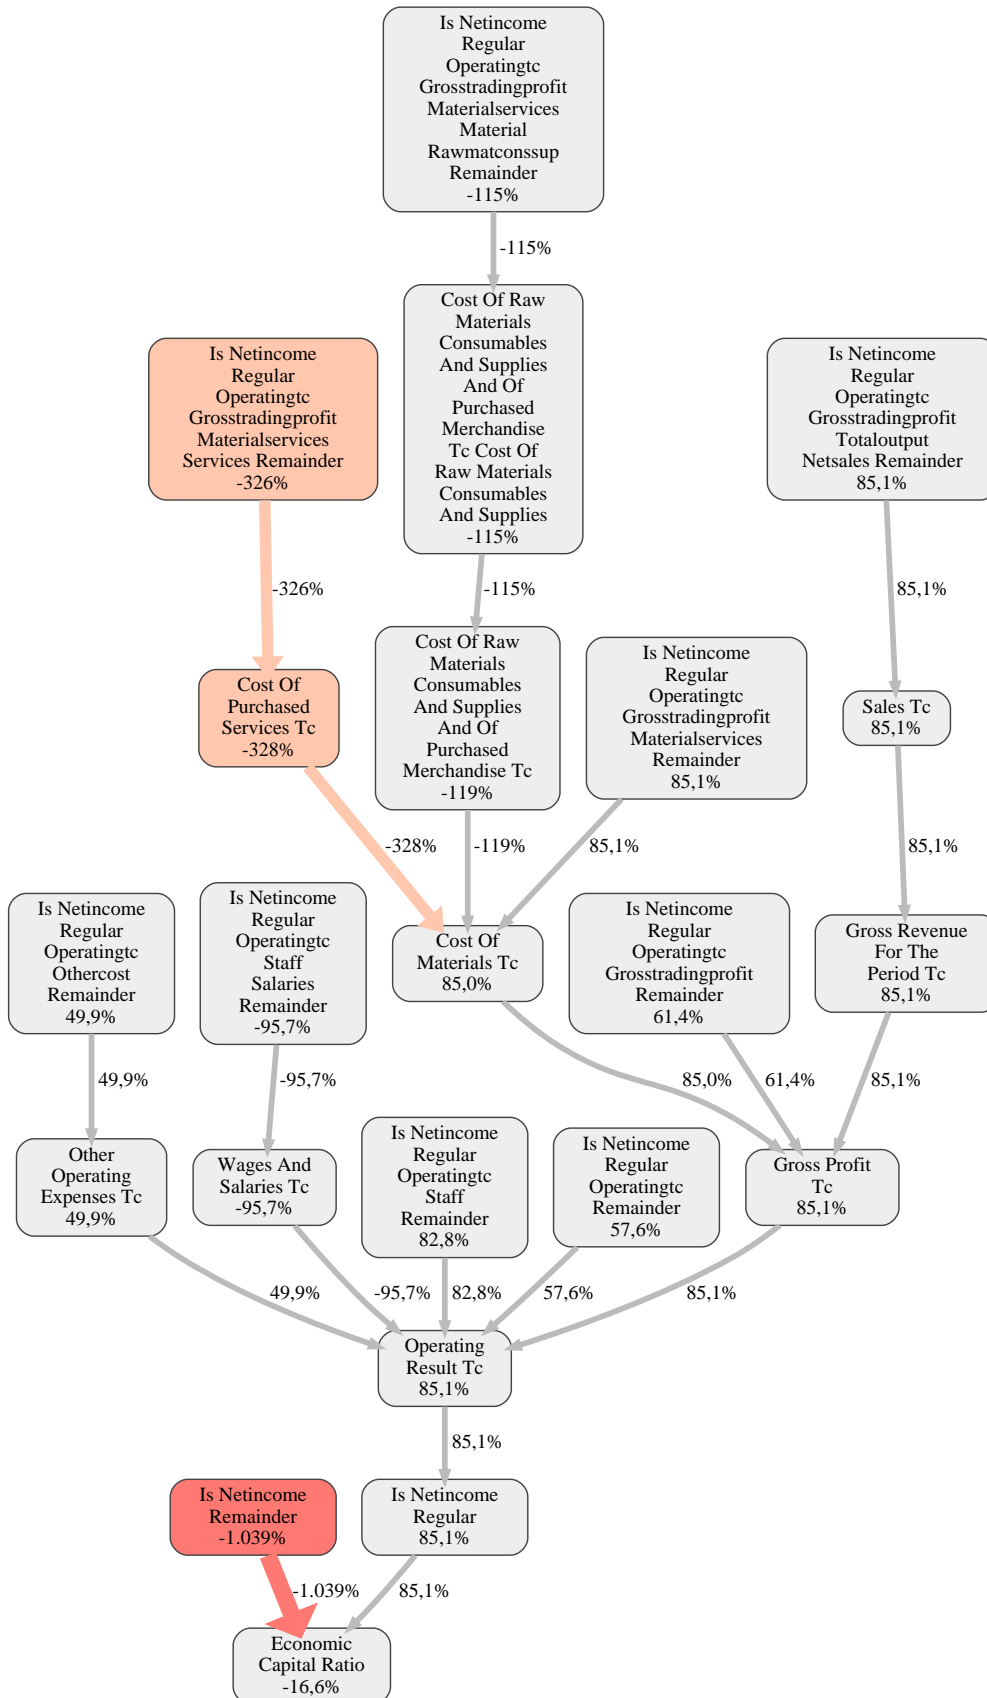 Is Netincome
Regular
Operatingtc
Grosstradingprofit
Materialservices
Material
Rawmatconssup
Remainder
-115%
-115%
Cost Of Raw
Materials
Consumables
And Supplies
And Of
Purchased
Merchandise
Tc Cost Of
Raw Materials
Consumables
And Supplies
-115%
Is Netincome
Regular
Operatingtc
Grosstradingprofit
Materialservices
Services Remainder
-326%
Is Netincome
Regular
Operatingtc
Grosstradingprofit
Totaloutput
Netsales Remainder
85,1%
-326%
-115%
85,1%
Cost Of
Purchased
Services Tc
-328%
Cost Of Raw
Materials
Consumables
And Supplies
And Of
Purchased
Merchandise Tc
-119%
Is Netincome
Regular
Operatingtc
Grosstradingprofit
Materialservices
Remainder
85,1%
Sales Tc
85,1%
-328%
-119%
85,1%
85,1%
Is Netincome
Regular
Operatingtc
Othercost
Remainder
49,9%
Is Netincome
Regular
Operatingtc
Staff
Salaries
Remainder
-95,7%
Cost Of
Materials Tc
85,0%
Is Netincome
Regular
Operatingtc
Grosstradingprofit
Remainder
61,4%
Gross Revenue
For The
Period Tc
85,1%
49,9%
-95,7%
85,0%
61,4%
85,1%
Other
Operating
Expenses Tc
49,9%
Wages And
Salaries Tc
-95,7%
Is Netincome
Regular
Operatingtc
Staff
Remainder
82,8%
Is Netincome
Regular
Operatingtc
Remainder
57,6%
Gross Profit
Tc
85,1%
49,9%
-95,7%
82,8%
57,6%
85,1%
Operating
Result Tc
85,1%
85,1%
Is Netincome
Remainder
-1.039%
Is Netincome
Regular
85,1%
-1.039%
85,1%
Economic
Capital Ratio
-16,6%